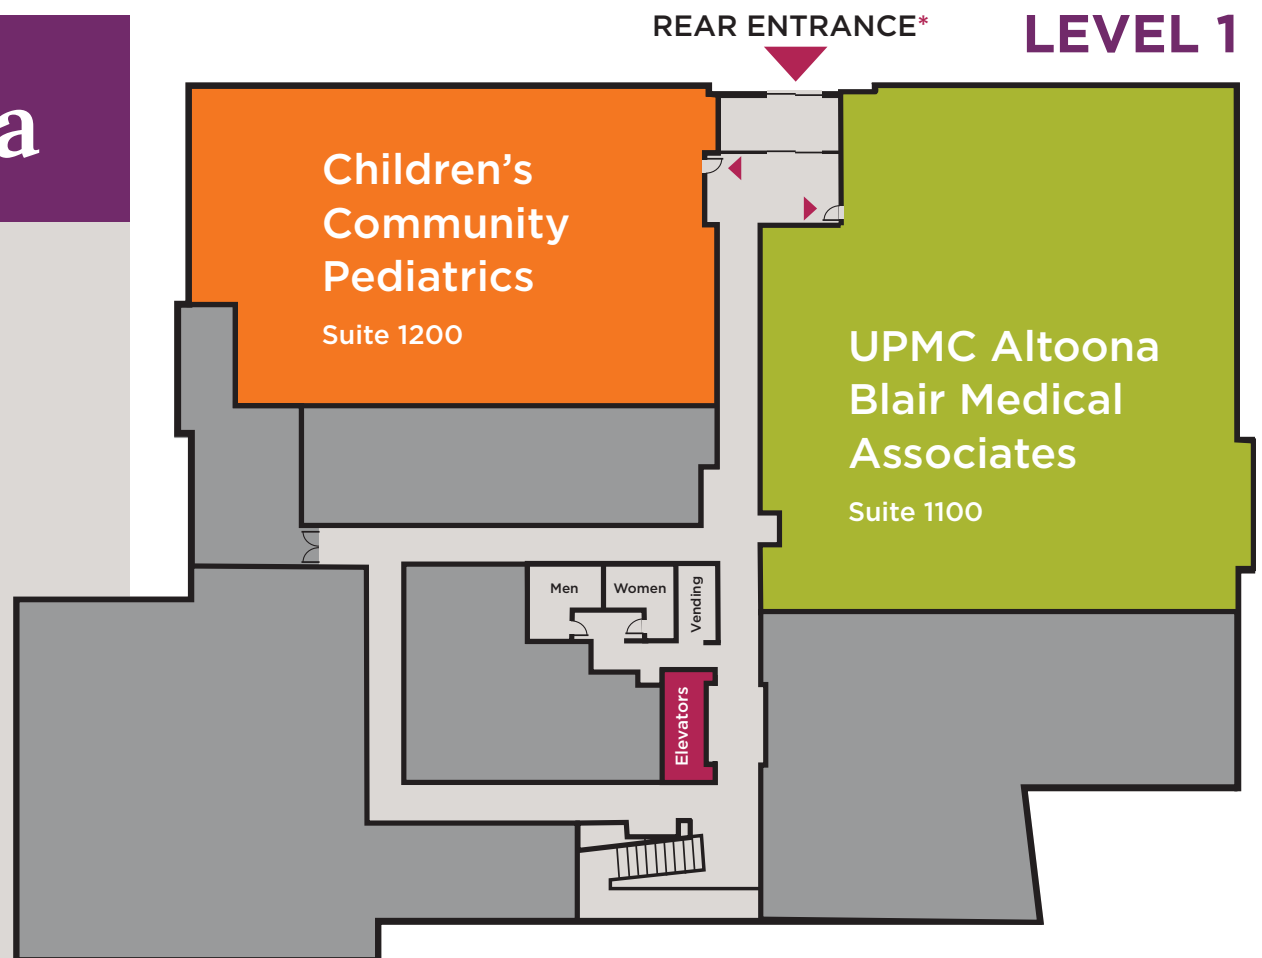 REAR ENTRANCE*
LEVEL 1
a
Children's
Community
Pediatrics
Suite 1200
UPMC Altoona
Blair Medical
Associates
Suite 1100
Men
Women
Vending
Elevators